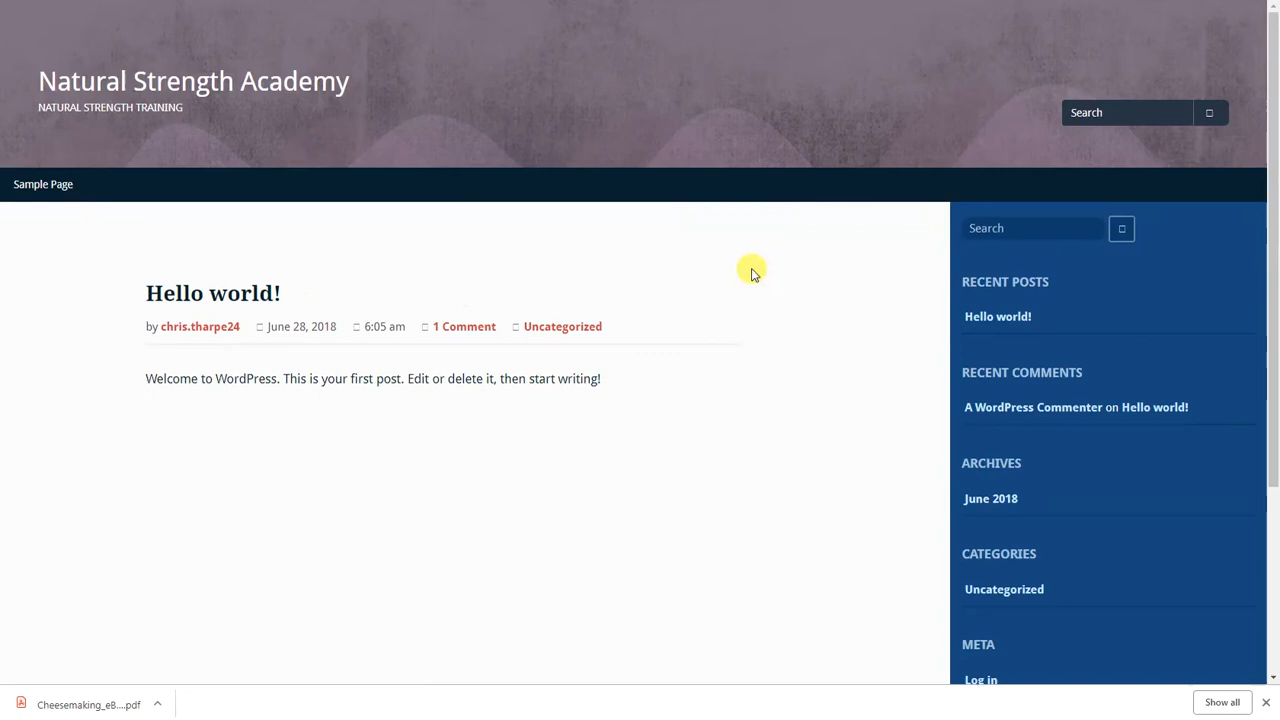 Natural Strength Academy
NATURAL STRENGTH TRAINING
Search
Sample Page
Hello world!
by chris.tharpe24 June 28, 2018 6:05 am 1 Comment Uncategorized
Welcome to WordPress. This is your first post. Edit or delete it, then start writing!
Search
RECENT POSTS
Hello world!
RECENT COMMENTS
A WordPress Commenter on Hello world!
ARCHIVES
June 2018
CATEGORIES
Uncategorized
META
Log in
Cheesemaking_eB....pdf
Show all